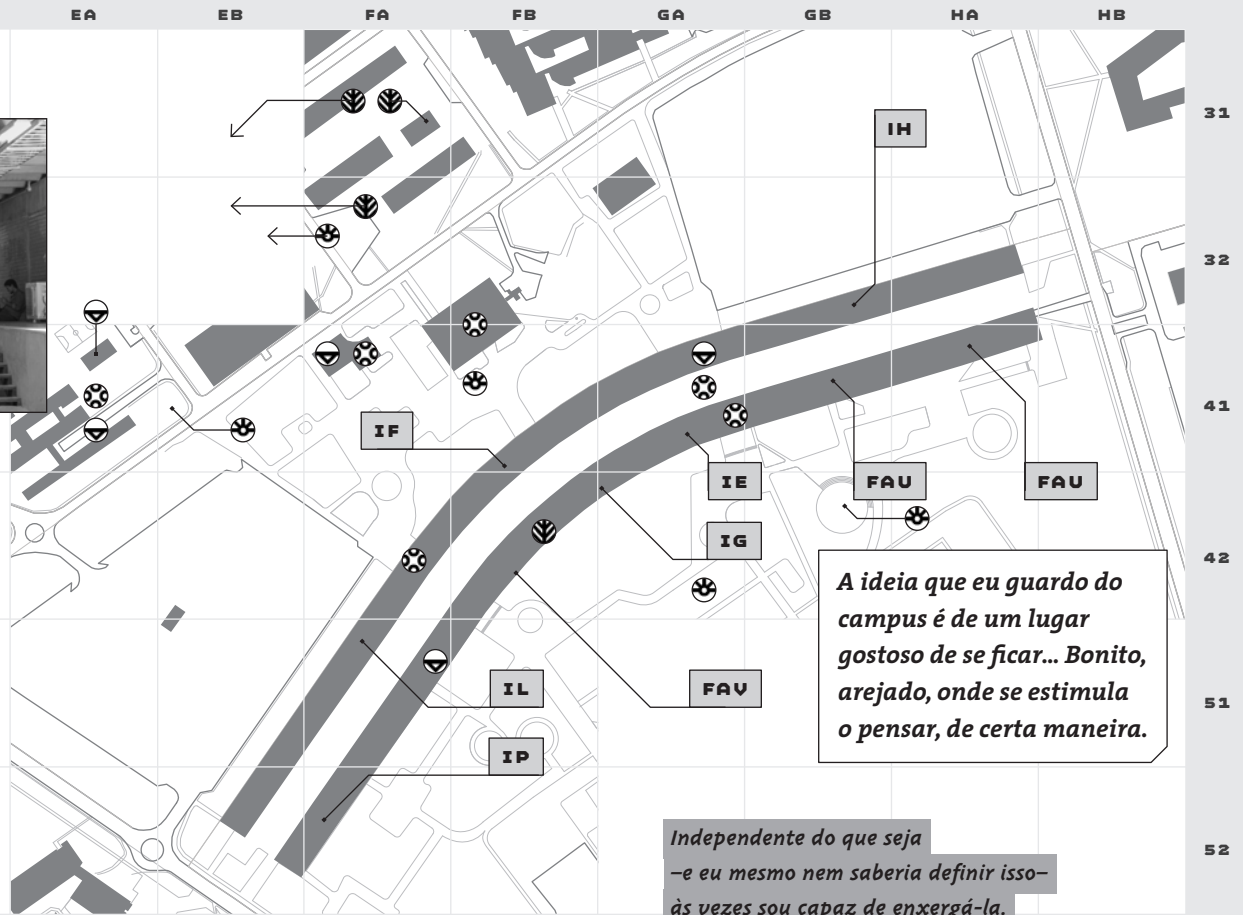 EA EB FA FB GA GB HA HB
31
IH
32
41
IF
IE FAU FAU
IG
42
A ideia que eu guardo do
campus é de um lugar
gostoso de se ficar... Bonito,
arejado, onde se estimula
o pensar, de certa maneira.
IL FAV
51
IP
Independente do que seja
–e eu mesmo nem saberia definir isso–
52
às vezes sou capaz de enxergá-la.